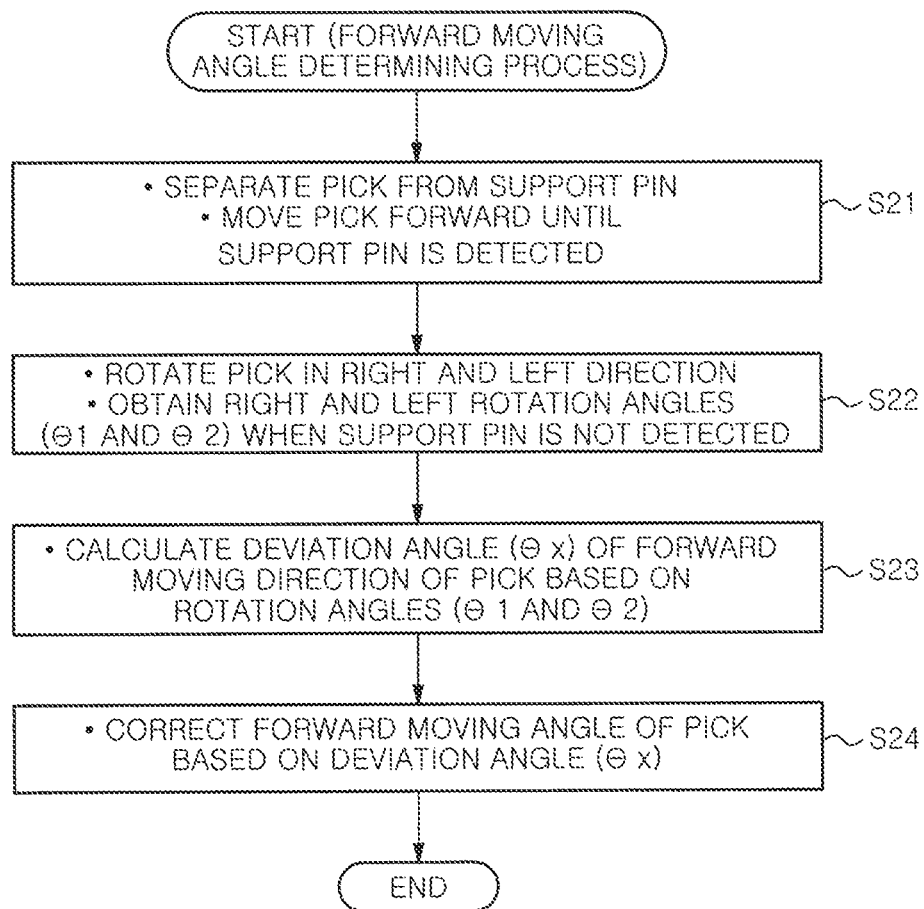 START (FORWARD MOVING
ANGLE DETERMINING PROCESS)
• SEPARATE PICK FROM SUPPORT PIN
• MOVE PICK FORWARD UNTIL
SUPPORT PIN IS DETECTED
S21
• ROTATE PICK IN RIGHT AND LEFT DIRECTION
• OBTAIN RIGHT AND LEFT ROTATION ANGLES
(Θ1 AND Θ 2) WHEN SUPPORT PIN IS NOT DETECTED
S22
• CALCULATE DEVIATION ANGLE (Θ x) OF FORWARD
MOVING DIRECTION OF PICK BASED ON
ROTATION ANGLES (Θ 1 AND Θ 2)
S23
• CORRECT FORWARD MOVING ANGLE OF PICK
BASED ON DEVIATION ANGLE (Θ x)
S24
END